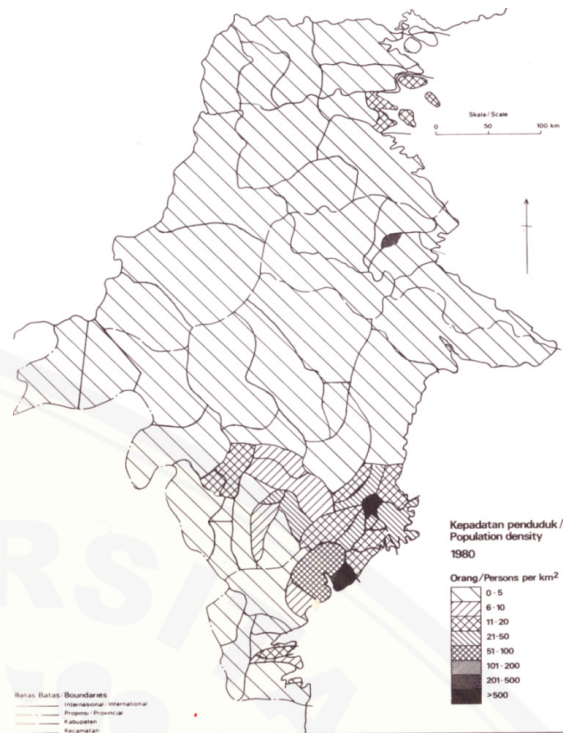 Skala / Scale
0 50 100 km
Kepadatan penduduk /
Population density
1980
Orang / Persons per km²
0 - 5
6 - 10
11 - 20
21 - 50
51 - 100
101 - 200
201 - 500
>500
Batas Batas / Boundaries
Internasional / International
Propinsi / Provincial
Kabupaten
Kecamatan